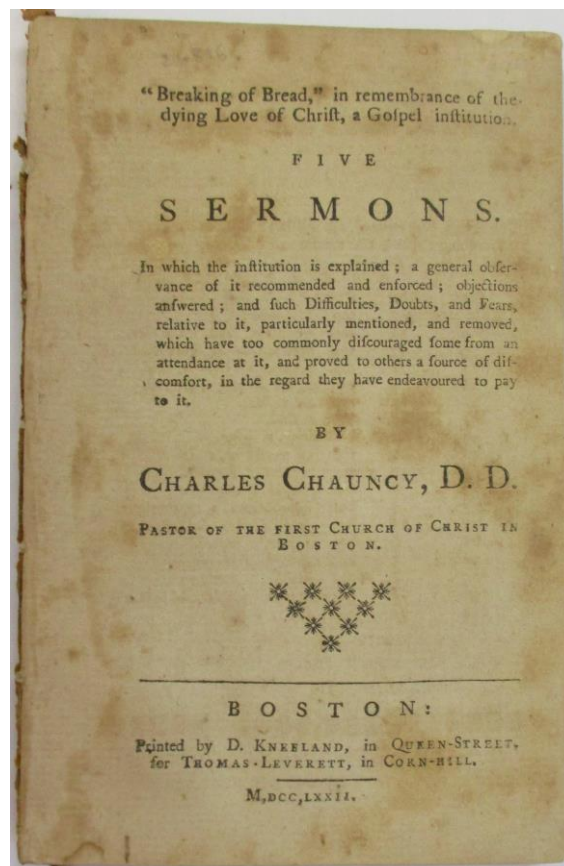 “Breaking of Bread,” in remembrance of the
dying Love of Chriſt, a Goſpel inſtitution.
FIVE
SERMONS.
In which the inſtitution is explained ; a general obſer-
vance of it recommended and enforced ; objections
anſwered ; and ſuch Difficulties, Doubts, and Fears,
relative to it, particularly mentioned, and removed,
which have too commonly diſcouraged ſome from an
attendance at it, and proved to others a ſource of diſ-
comfort, in the regard they have endeavoured to pay
to it.
BY
CHARLES CHAUNCY, D. D.
PASTOR OF THE FIRST CHURCH OF CHRIST IN
BOSTON.
BOSTON:
Printed by D. KNEELAND, in QUEEN-STREET,
for THOMAS LEVERETT, in CORN-HILL.
M,DCC,LXXII.